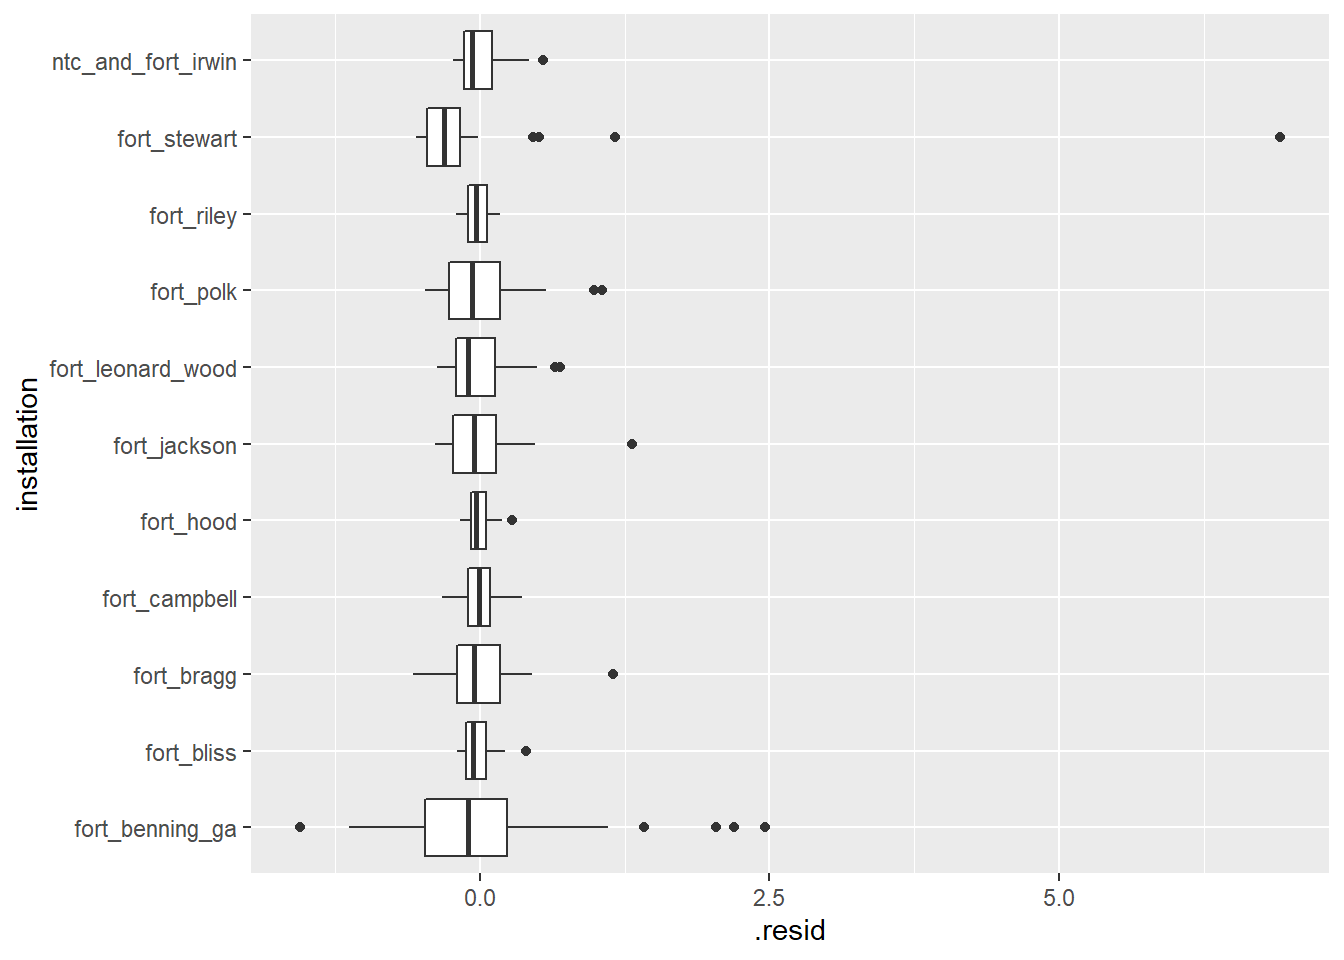 ntc_and_fort_irwin
fort_stewart
fort_riley
fort_polk
fort_leonard_wood
fort_jackson
fort_hood
fort_campbell
fort_bragg
fort_bliss
fort_benning_ga
installation
0.0 2.5 5.0
.resid